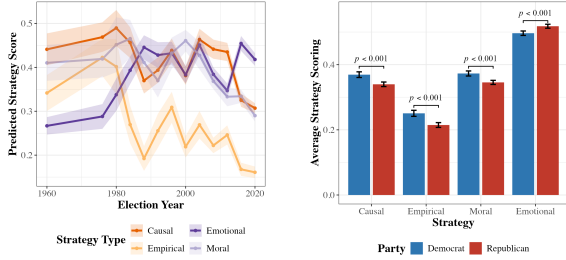 Predicted Strategy Score
0.5
0.4
0.3
0.2
1960
1980
2000
2020
Election Year
Strategy Type
Causal
Emotional
Empirical
Moral
Average Strategy Scoring
0.4
0.2
0.0
p < 0.001
p < 0.001
p < 0.001
p < 0.001
Causal
Empirical
Moral
Emotional
Strategy
Party
Democrat
Republican